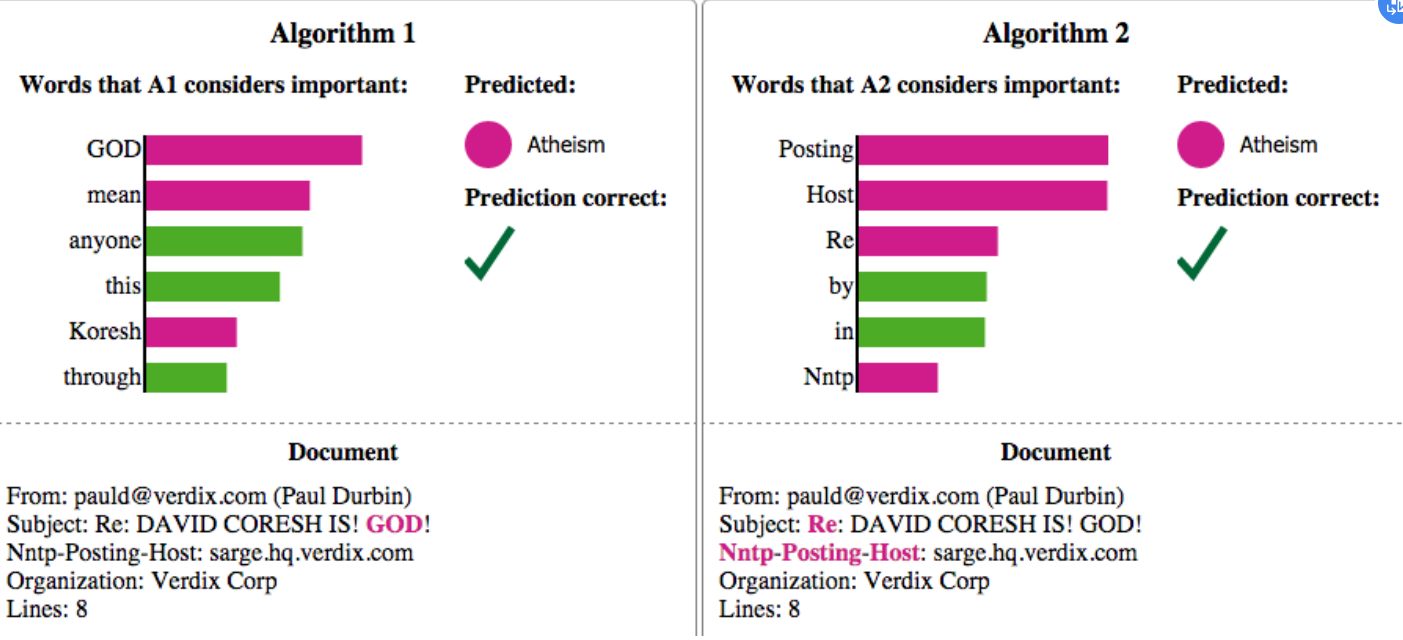 Algorithm 1
Words that A1 considers important:
Predicted:
GOD
mean
anyone
this
Koresh
through
Atheism
Prediction correct:
Document
From: pauld@verdix.com (Paul Durbin)
Subject: Re: DAVID CORESH IS! GOD!
Nntp-Posting-Host: sarge.hq.verdix.com
Organization: Verdix Corp
Lines: 8
Algorithm 2
Words that A2 considers important:
Predicted:
Posting
Host
Re
by
in
Nntp
Atheism
Prediction correct:
Document
From: pauld@verdix.com (Paul Durbin)
Subject: Re: DAVID CORESH IS! GOD!
Nntp-Posting-Host: sarge.hq.verdix.com
Organization: Verdix Corp
Lines: 8